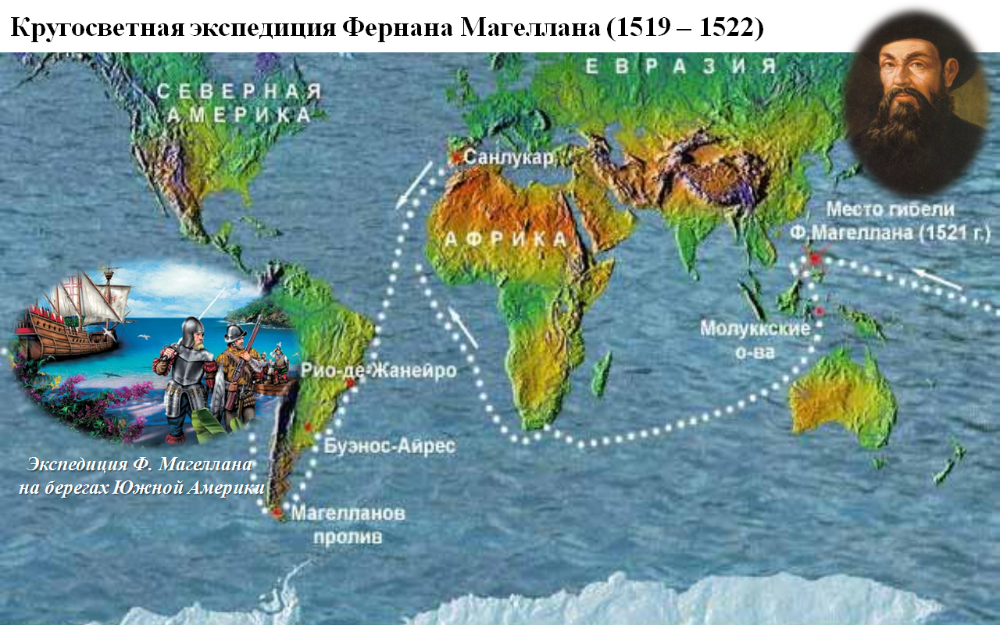 Кругосветная экспедиция Фернана Магеллана (1519 – 1522)
ЕВРАЗИЯ
СЕВЕРНАЯ
АМЕРИКА
Санлукар
Место гибели
Ф.Магеллана (1521 г.)
АФРИКА
Молуккские
о-ва
Рио-де-Жанейро
Буэнос-Айрес
Экспедиция Ф. Магеллана
на берегах Южной Америки
Магелланов
пролив